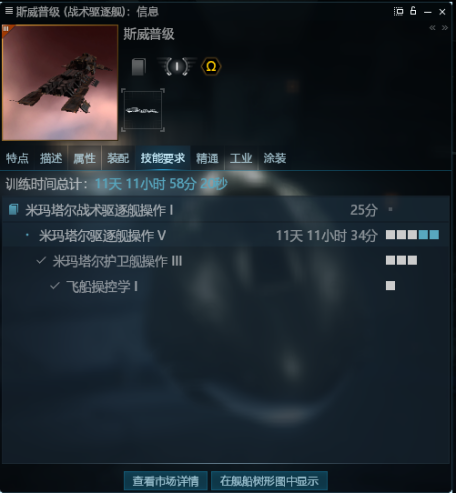 斯威普级 (战术驱逐舰)：信息
斯威普级
特点 描述 属性 装配 技能要求 精通 工业 涂装
训练时间总计：11天 11小时 58分
米玛塔尔战术驱逐舰操作 I 25分
米玛塔尔驱逐舰操作 V 11天 11小时 34分
米玛塔尔护卫舰操作 III
飞船操控学 I
查看市场详情 在舰船树形图中显示